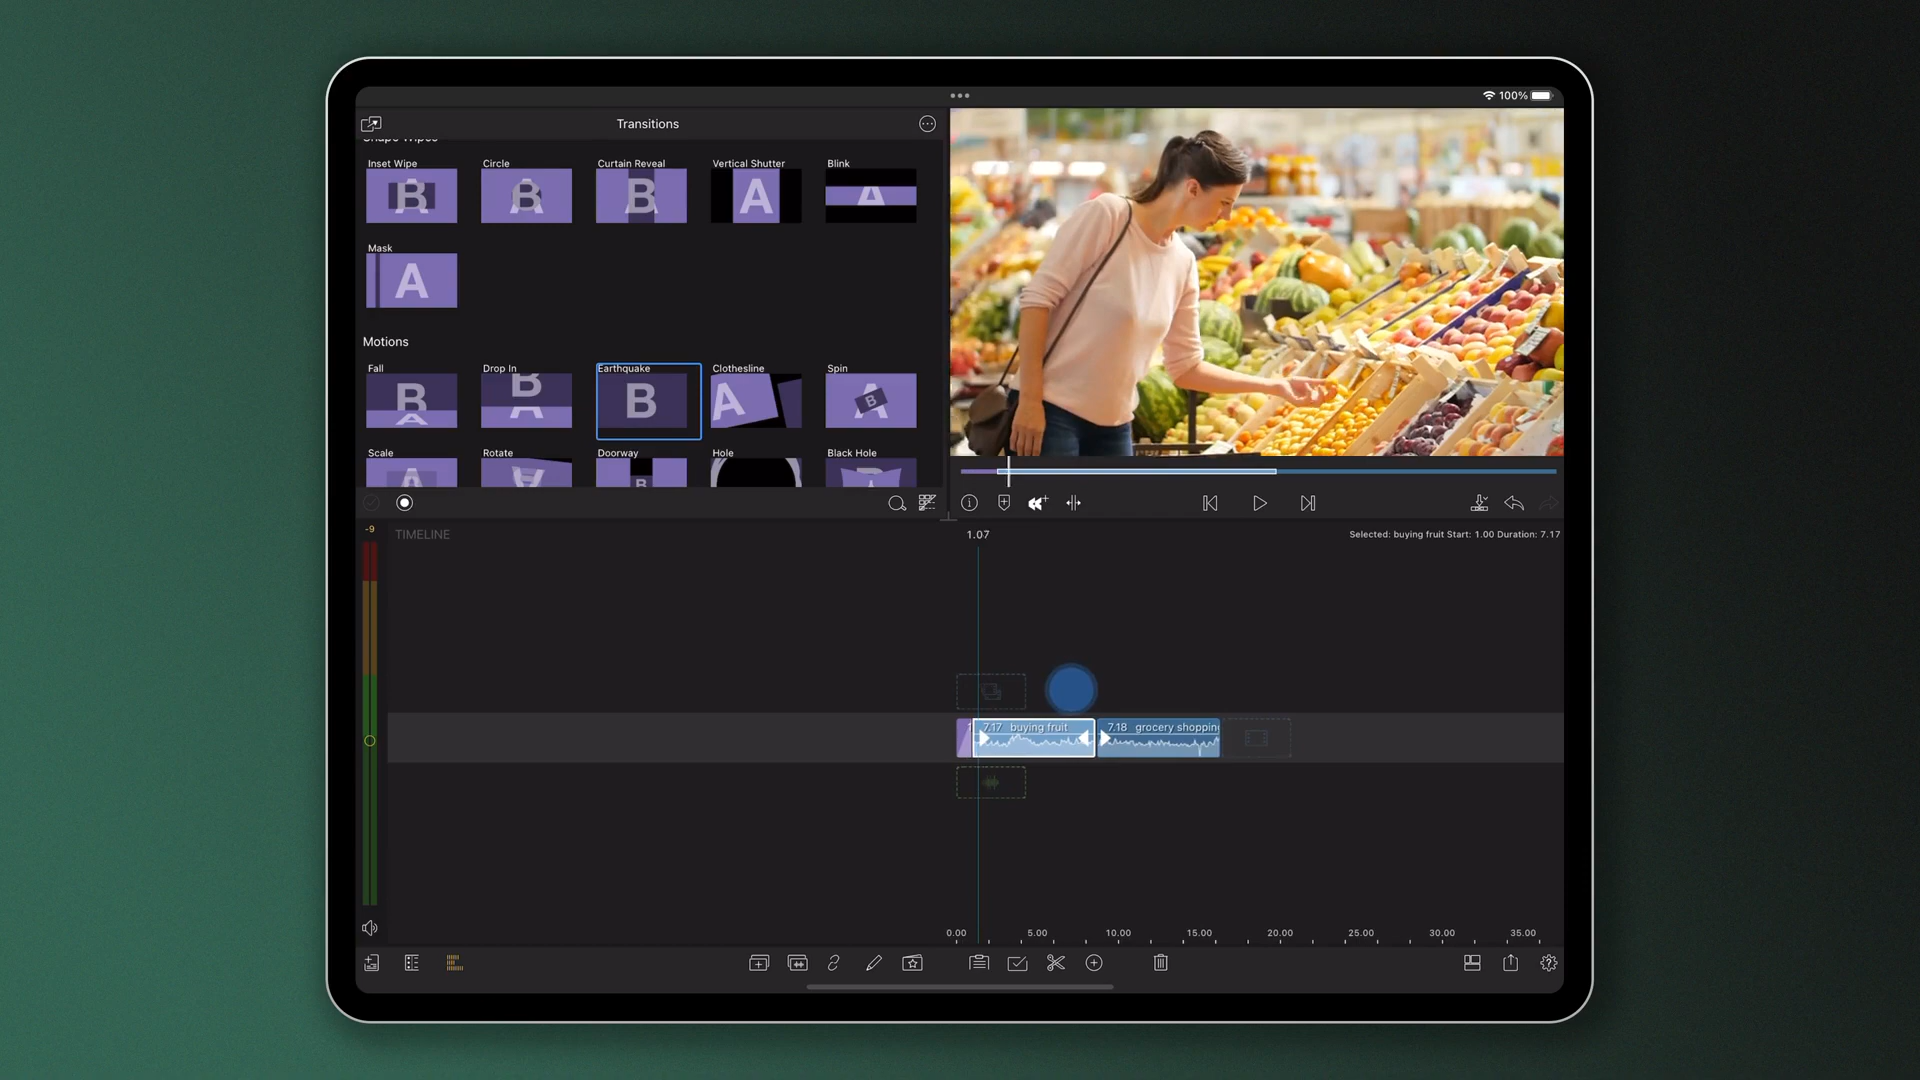 100%
Transitions
Shape Wipes
Inset Wipe Circle Curtain Reveal Vertical Shutter Blink
B B B A A
Mask
A
Motions
Fall Drop In Earthquake Clothesline Spin
B A B A B A B A
Scale Rotate Doorway Hole Black Hole
-9
TIMELINE
1.07
Selected: buying fruit Start: 1.00 Duration: 7.17
7.17 buying fruit
7.18 grocery shoppin
0.00 5.00 10.00 15.00 20.00 25.00 30.00 35.00